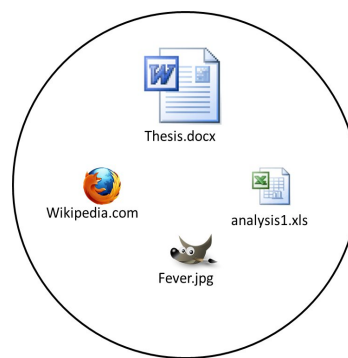 W
Thesis.docx
Wikipedia.com
X
analysis1.xls
Fever.jpg